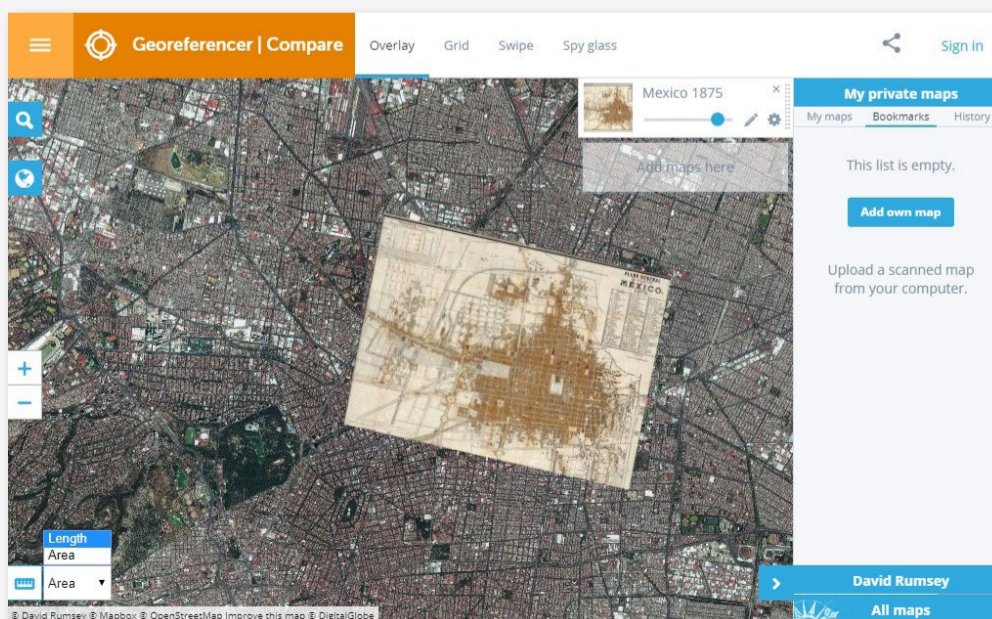 Georeferencer | Compare
Overlay
Grid
Swipe
Spy glass
Sign in
Mexico 1875
Add maps here
My private maps
My maps
Bookmarks
History
This list is empty.
Add own map
Upload a scanned map
from your computer.
PLANO GENERAL
MÉXICO.
Length
Area
Area
© David Rumsey © Mapbox © OpenStreetMap Improve this map © DigitalGlobe
David Rumsey
All maps